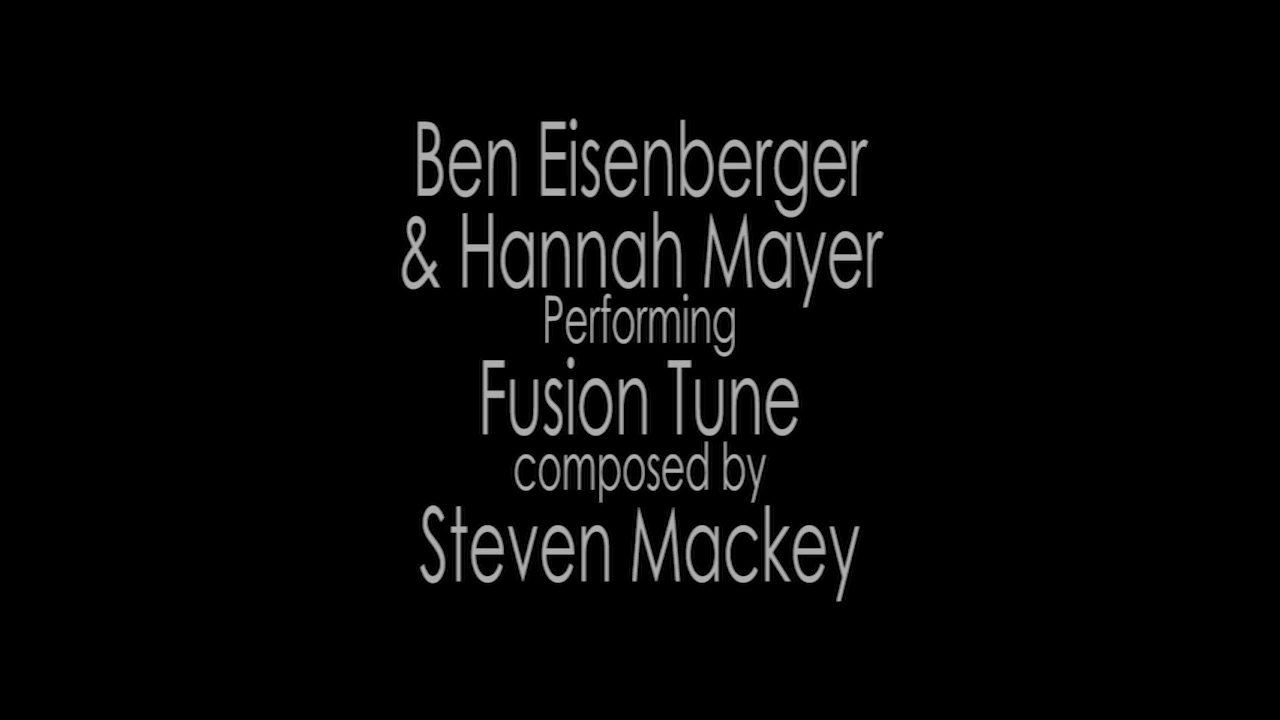 Ben Eisenberger
& Hannah Mayer
Performing
Fusion Tune
composed by
Steven Mackey